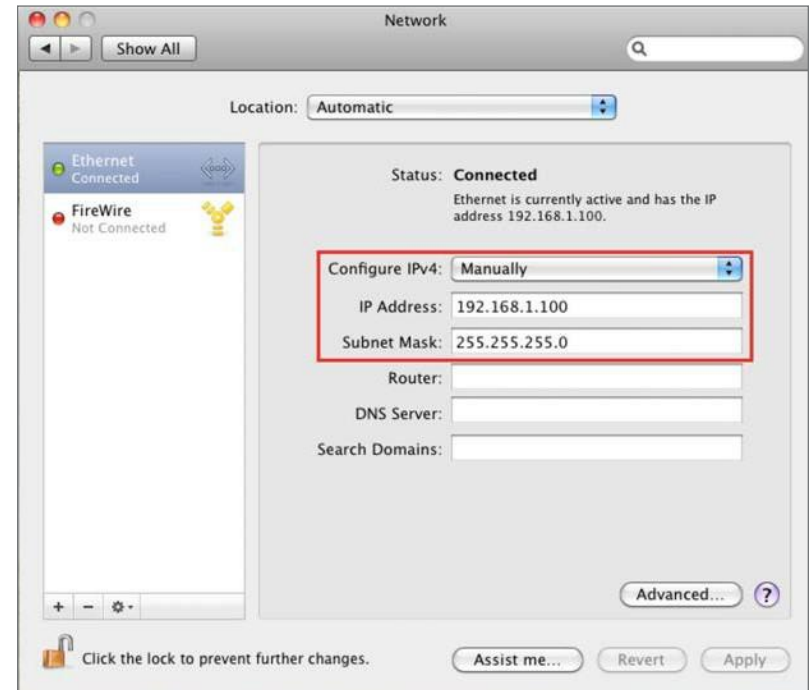 Network
Show All
Location: Automatic
Ethernet
Connected
FireWire
Not Connected
Status: Connected
Ethernet is currently active and has the IP
address 192.168.1.100.
Configure IPv4: Manually
IP Address: 192.168.1.100
Subnet Mask: 255.255.255.0
Router:
DNS Server:
Search Domains:
Advanced... ?
+ −
Click the lock to prevent further changes.
Assist me... Revert Apply